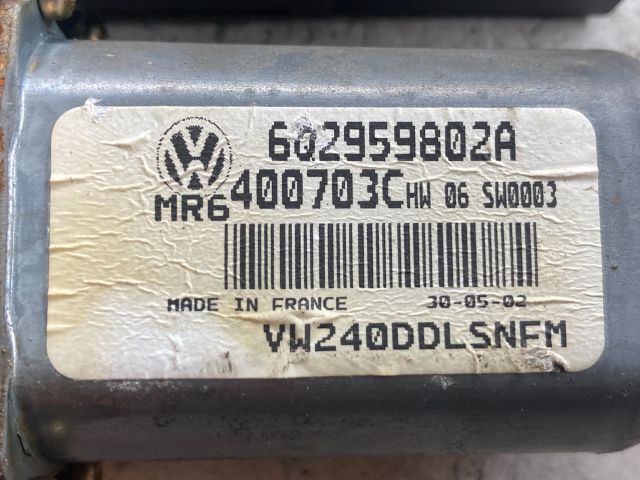 6Q2959802A
400703C HW 06 SW0003
MR6
MADE IN FRANCE 30-05-02
VW240DDLSNFM